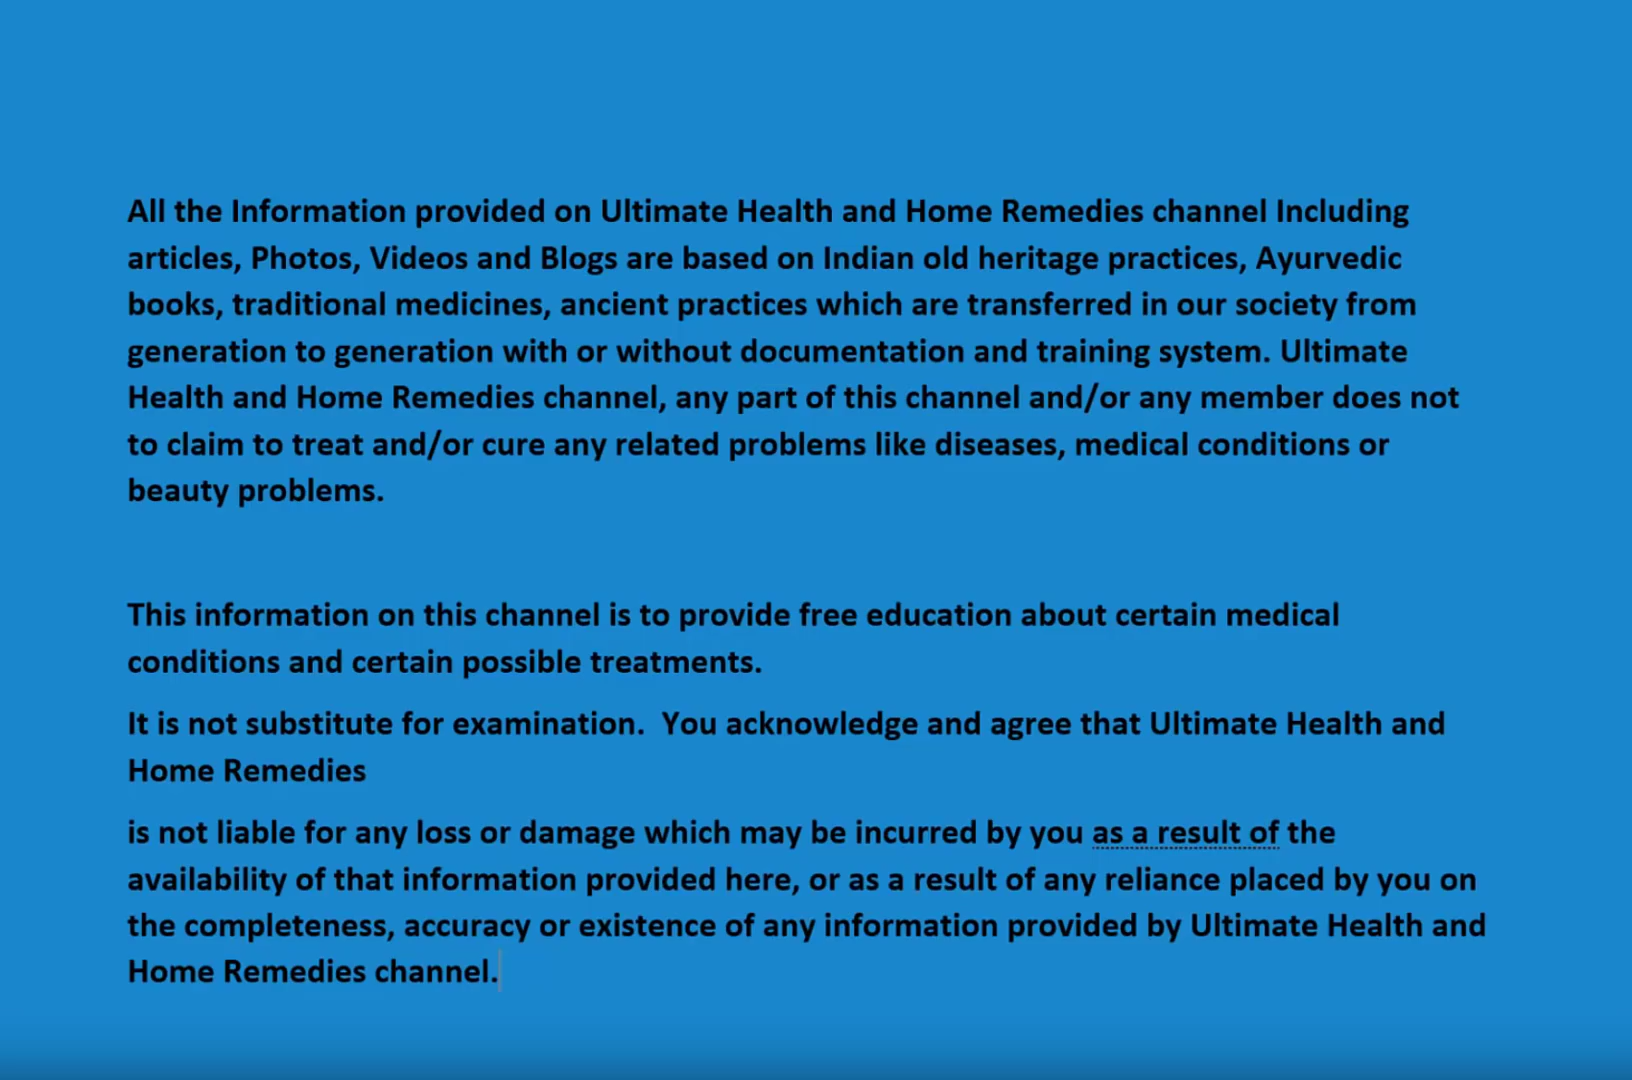 All the Information provided on Ultimate Health and Home Remedies channel Including
articles, Photos, Videos and Blogs are based on Indian old heritage practices, Ayurvedic
books, traditional medicines, ancient practices which are transferred in our society from
generation to generation with or without documentation and training system. Ultimate
Health and Home Remedies channel, any part of this channel and/or any member does not
to claim to treat and/or cure any related problems like diseases, medical conditions or
beauty problems.
This information on this channel is to provide free education about certain medical
conditions and certain possible treatments.
It is not substitute for examination.  You acknowledge and agree that Ultimate Health and
Home Remedies
is not liable for any loss or damage which may be incurred by you as a result of the
availability of that information provided here, or as a result of any reliance placed by you on
the completeness, accuracy or existence of any information provided by Ultimate Health and
Home Remedies channel.